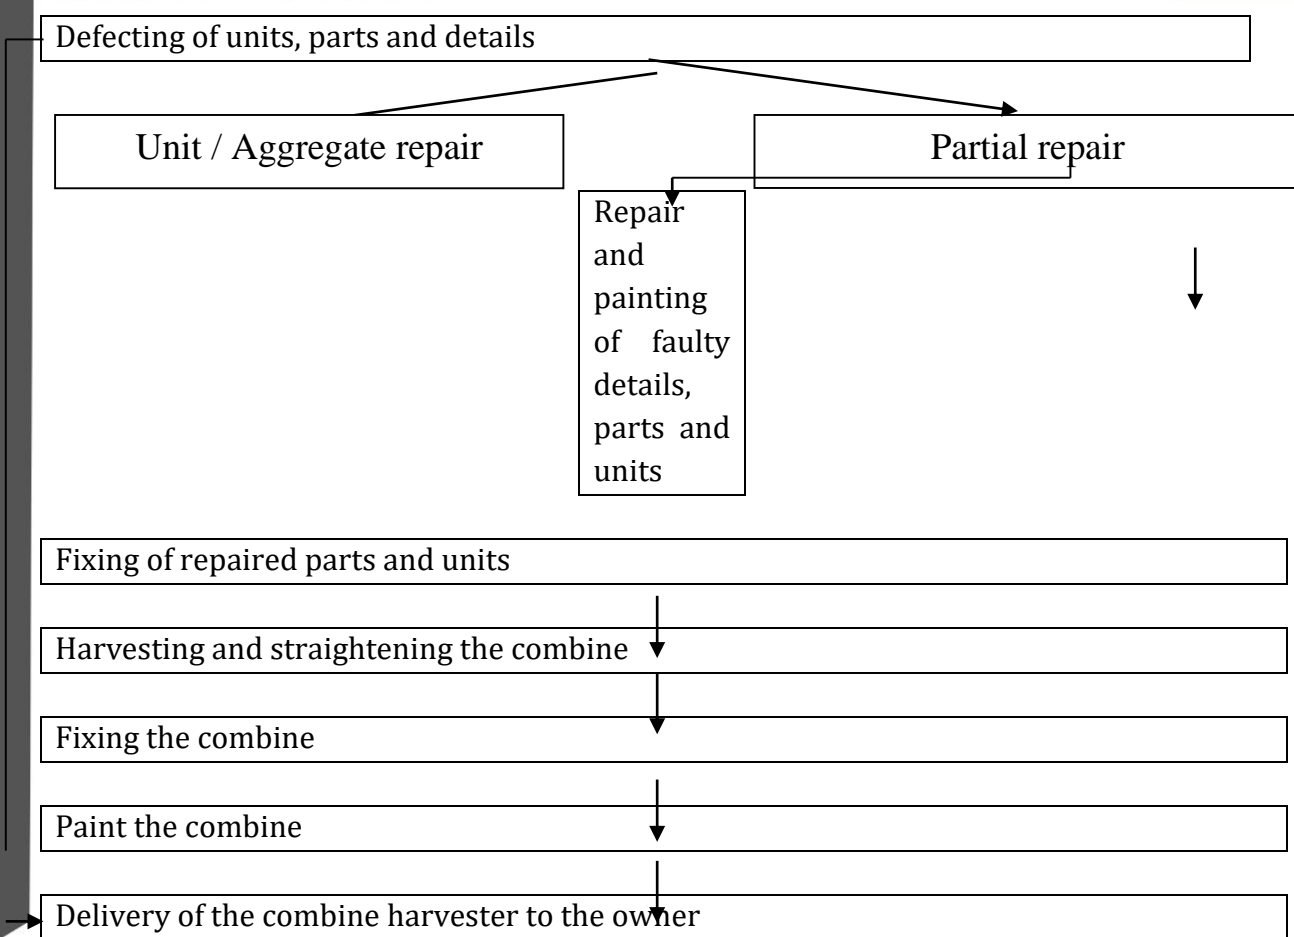 Defecting of units, parts and details
Unit / Aggregate repair
Partial repair
Repair
and
painting
of faulty
details,
parts and
units
Fixing of repaired parts and units
Harvesting and straightening the combine
Fixing the combine
Paint the combine
Delivery of the combine harvester to the owner